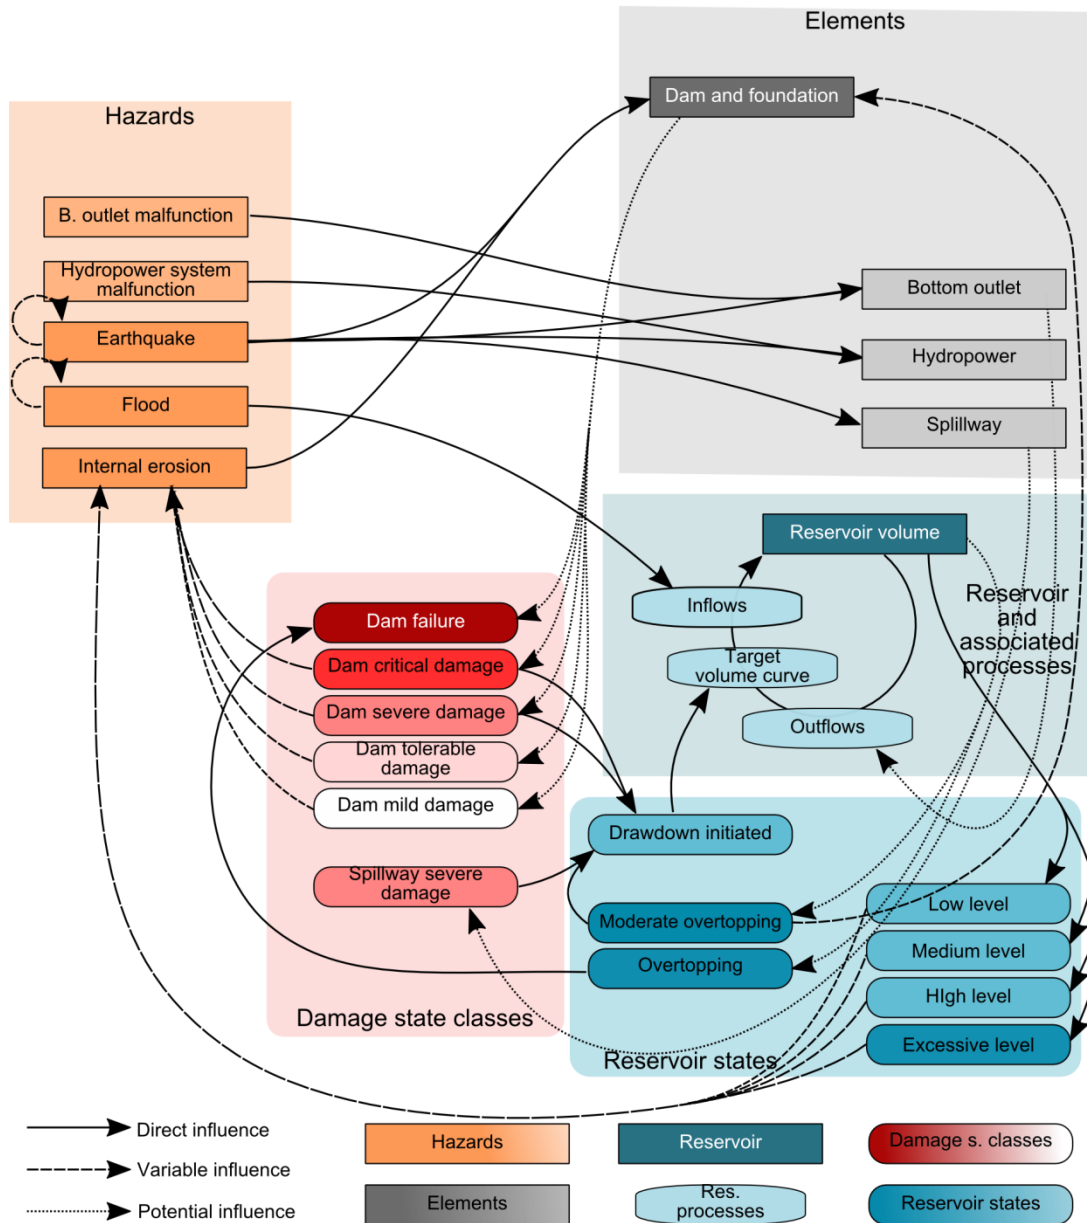 Elements
Dam and foundation
Hazards
B. outlet malfunction
Hydropower system
malfunction
Earthquake
Flood
Internal erosion
Bottom outlet
Hydropower
Splillway
Reservoir volume
Inflows
Target
volume curve
Outflows
Reservoir
and
associated
processes
Dam failure
Dam critical damage
Dam severe damage
Dam tolerable
damage
Dam mild damage
Spillway severe
damage
Damage state classes
Drawdown initiated
Moderate overtopping
Overtopping
Low level
Medium level
HIgh level
Excessive level
Reservoir states
Direct influence
Variable influence
Potential influence
Hazards
Elements
Reservoir
Res.
processes
Damage s. classes
Reservoir states